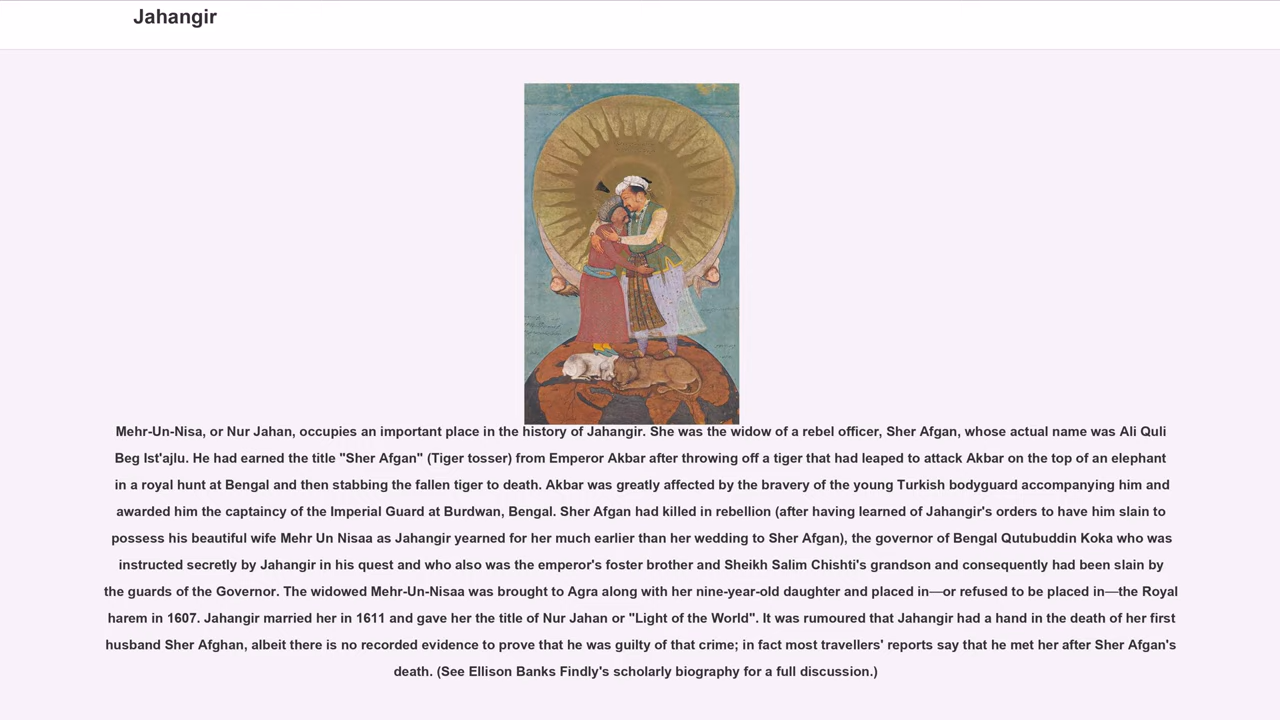 Jahangir
Mehr-Un-Nisa, or Nur Jahan, occupies an important place in the history of Jahangir. She was the widow of a rebel officer, Sher Afgan, whose actual name was Ali Quli
Beg Ist'ajlu. He had earned the title "Sher Afgan" (Tiger tosser) from Emperor Akbar after throwing off a tiger that had leaped to attack Akbar on the top of an elephant
in a royal hunt at Bengal and then stabbing the fallen tiger to death. Akbar was greatly affected by the bravery of the young Turkish bodyguard accompanying him and
awarded him the captaincy of the Imperial Guard at Burdwan, Bengal. Sher Afgan had killed in rebellion (after having learned of Jahangir's orders to have him slain to
possess his beautiful wife Mehr Un Nisaa as Jahangir yearned for her much earlier than her wedding to Sher Afgan), the governor of Bengal Qutubuddin Koka who was
instructed secretly by Jahangir in his quest and who also was the emperor's foster brother and Sheikh Salim Chishti's grandson and consequently had been slain by
the guards of the Governor. The widowed Mehr-Un-Nisaa was brought to Agra along with her nine-year-old daughter and placed in—or refused to be placed in—the Royal
harem in 1607. Jahangir married her in 1611 and gave her the title of Nur Jahan or "Light of the World". It was rumoured that Jahangir had a hand in the death of her first
husband Sher Afghan, albeit there is no recorded evidence to prove that he was guilty of that crime; in fact most travellers' reports say that he met her after Sher Afgan's
death. (See Ellison Banks Findly's scholarly biography for a full discussion.)